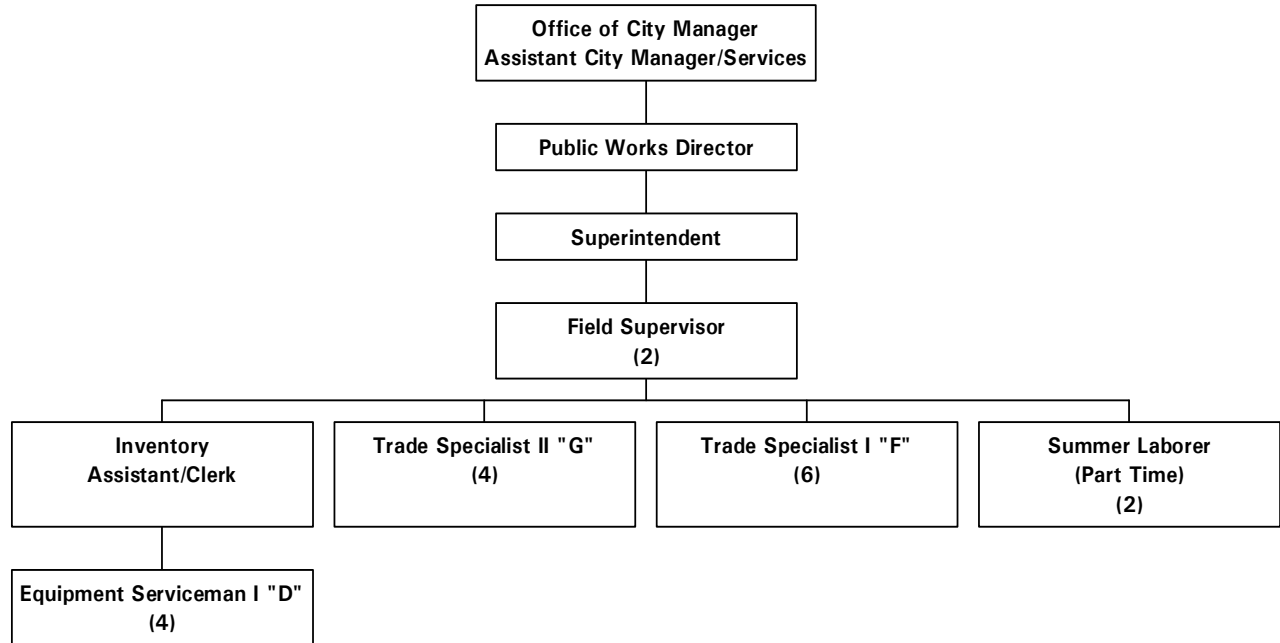 Office of City Manager
Assistant City Manager/Services
Public Works Director
Superintendent
Field Supervisor
(2)
Inventory
Assistant/Clerk
Trade Specialist II "G"
(4)
Trade Specialist I "F"
(6)
Summer Laborer
(Part Time)
(2)
Equipment Serviceman I "D"
(4)